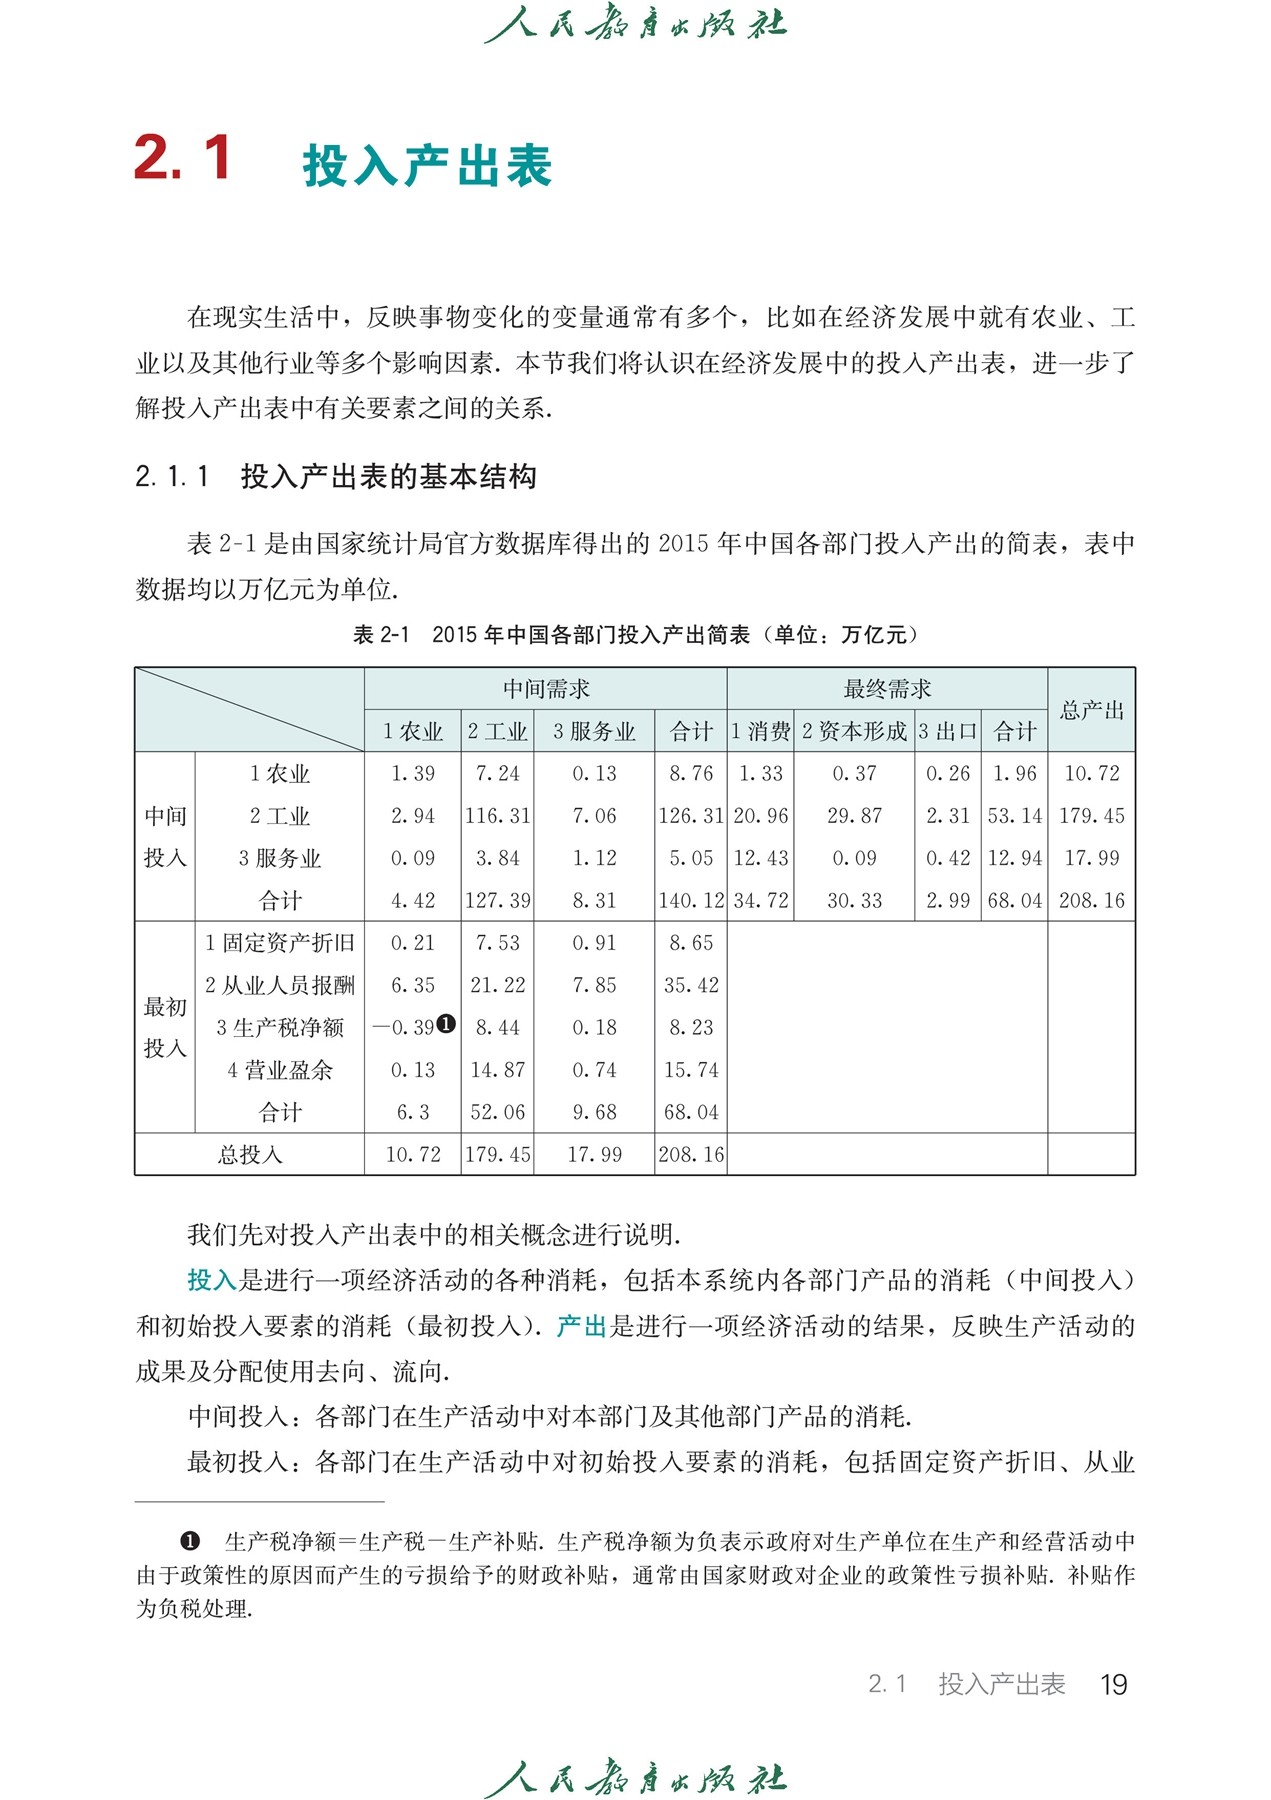 人民教育出版社
2.1 投入产出表
在现实生活中，反映事物变化的变量通常有多个，比如在经济发展中就有农业、工
业以及其他行业等多个影响因素. 本节我们将认识在经济发展中的投入产出表，进一步了
解投入产出表中有关要素之间的关系.
2.1.1 投入产出表的基本结构
表 2-1 是由国家统计局官方数据库得出的 2015 年中国各部门投入产出的简表，表中
数据均以万亿元为单位.
表 2-1 2015 年中国各部门投入产出简表（单位：万亿元）
中间需求 最终需求 总产出
1 农业 2 工业 3 服务业 合计 1 消费 2 资本形成 3 出口 合计
中间投入 1 农业 1.39 7.24 0.13 8.76 1.33 0.37 0.26 1.96 10.72
2 工业 2.94 116.31 7.06 126.31 20.96 29.87 2.31 53.14 179.45
3 服务业 0.09 3.84 1.12 5.05 12.43 0.09 0.42 12.94 17.99
合计 4.42 127.39 8.31 140.12 34.72 30.33 2.99 68.04 208.16
最初投入 1 固定资产折旧 0.21 7.53 0.91 8.65
2 从业人员报酬 6.35 21.22 7.85 35.42
3 生产税净额 －0.39❶ 8.44 0.18 8.23
4 营业盈余 0.13 14.87 0.74 15.74
合计 6.3 52.06 9.68 68.04
总投入 10.72 179.45 17.99 208.16
我们先对投入产出表中的相关概念进行说明.
投入是进行一项经济活动的各种消耗，包括本系统内各部门产品的消耗（中间投入）
和初始投入要素的消耗（最初投入）. 产出是进行一项经济活动的结果，反映生产活动的
成果及分配使用去向、流向.
中间投入：各部门在生产活动中对本部门及其他部门产品的消耗.
最初投入：各部门在生产活动中对初始投入要素的消耗，包括固定资产折旧、从业
❶ 生产税净额＝生产税－生产补贴. 生产税净额为负表示政府对生产单位在生产和经营活动中
由于政策性的原因而产生的亏损给予的财政补贴，通常由国家财政对企业的政策性亏损补贴. 补贴作
为负税处理.
2.1 投入产出表 19
人民教育出版社